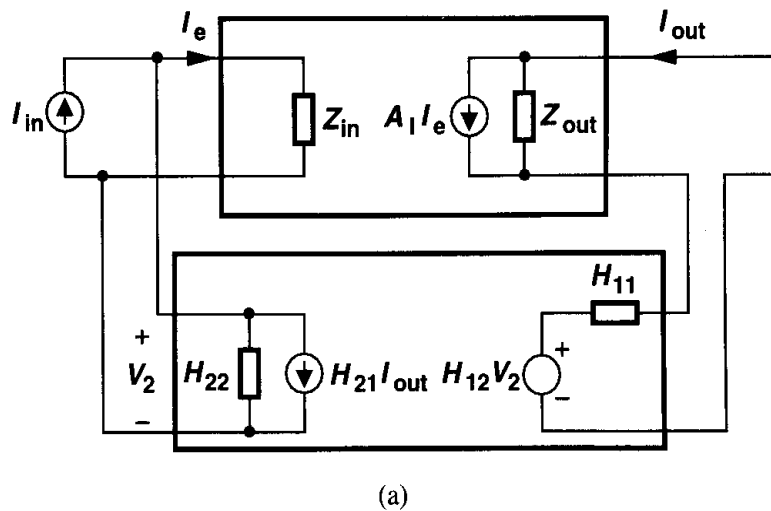 I_e I_out
I_in Z_in A_I I_e Z_out
H_11
+ V_2 − H_22 H_21 I_out H_12 V_2 + −
(a)